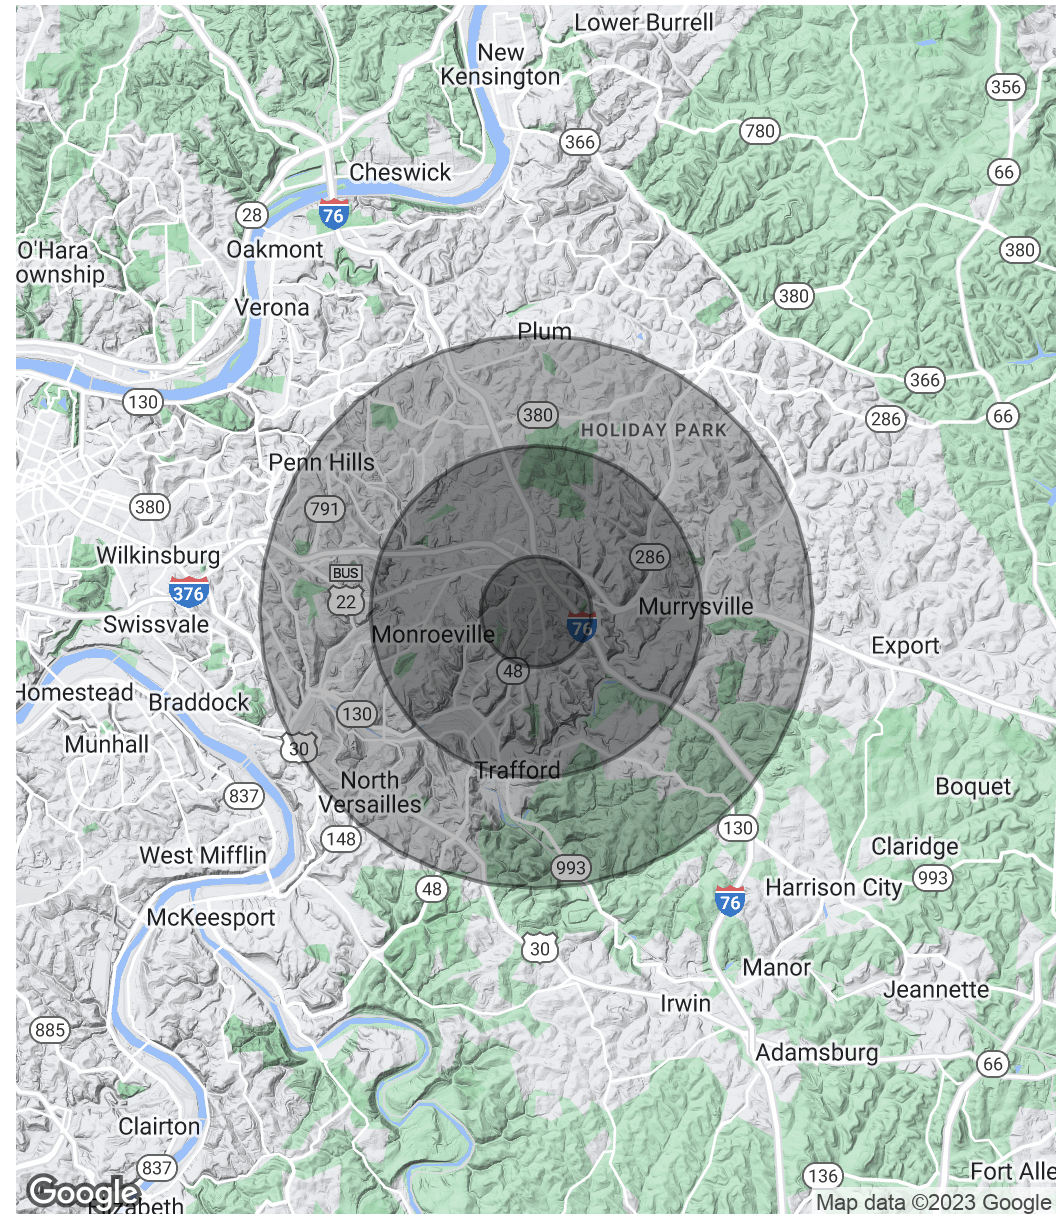 Lower Burrell
New
Kensington
356
780
366
66
Cheswick
28
76
380
O'Hara
ownship
Oakmont
380
Verona
Plum
366
130
286
66
380
HOLIDAY PARK
Penn Hills
380
791
Wilkinsburg
286
BUS
376
22
Murrysville
Swissvale
76
Monroeville
Export
48
Homestead
Braddock
130
Munhall
30
Trafford
North
Versailles
Boquet
837
130
148
Claridge
West Mifflin
993
993
48
Harrison City
76
McKeesport
30
Manor
Jeannette
Irwin
885
Adamsburg
66
Clairton
837
136
Fort Alle
Google
Map data ©2023 Google
Elizabeth